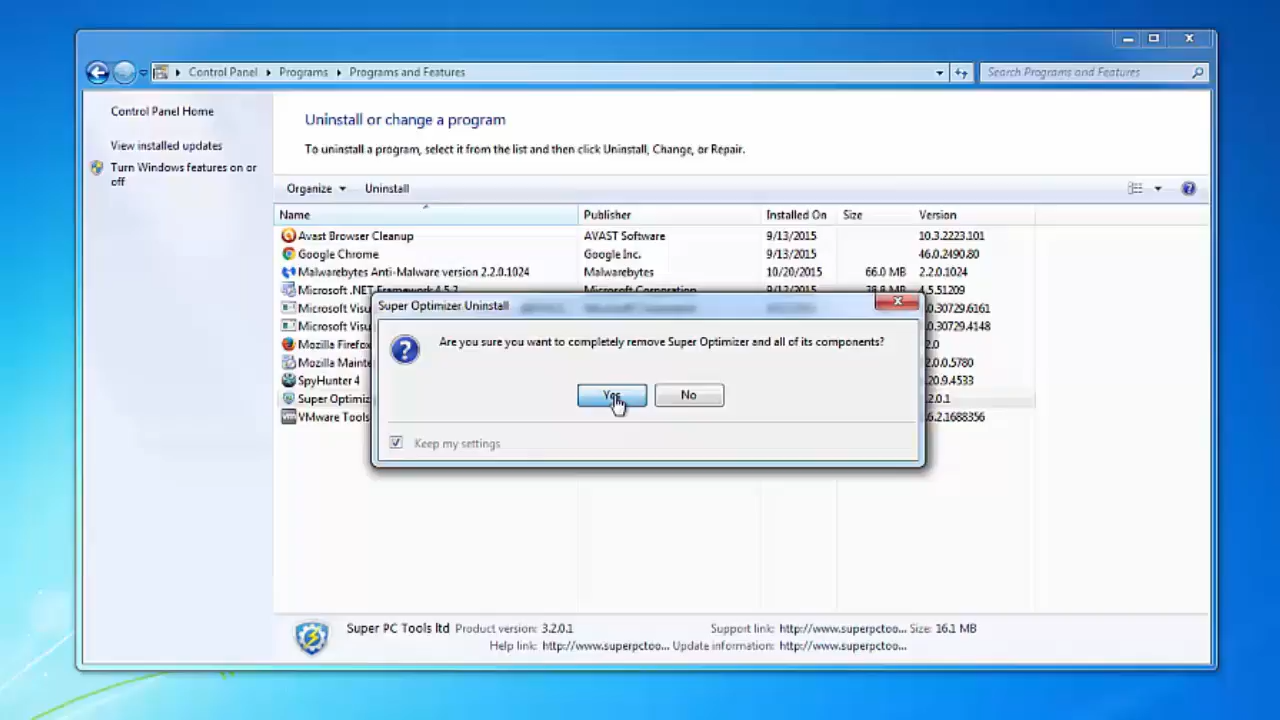 Control Panel Programs Programs and Features Search Programs and Features
Control Panel Home
View installed updates
Turn Windows features on or
off
Uninstall or change a program
To uninstall a program, select it from the list and then click Uninstall, Change, or Repair.
Organize Uninstall
Name Publisher Installed On Size Version
Avast Browser Cleanup AVAST Software 9/13/2015 10.3.2223.101
Google Chrome Google Inc. 9/13/2015 46.0.2490.80
Malwarebytes Anti-Malware version 2.2.0.1024 Malwarebytes 10/20/2015 66.0 MB 2.2.0.1024
Microsoft .NET Framework 4.5.2 Microsoft Corporation 9/13/2015 38.8 MB 4.5.51209
Microsoft Visu .0.30729.6161
Microsoft Visu .0.30729.4148
Mozilla Firefox 2.0
Mozilla Maint .0.0.5780
SpyHunter 4 .20.9.4533
Super Optimiz .2.0.1
VMware Tools .6.2.1688356
Super Optimizer Uninstall
Are you sure you want to completely remove Super Optimizer and all of its components?
Yes No
Keep my settings
Super PC Tools ltd Product version: 3.2.0.1 Support link: http://www.superpctoo... Size: 16.1 MB
Help link: http://www.superpctoo... Update information: http://www.superpctoo...